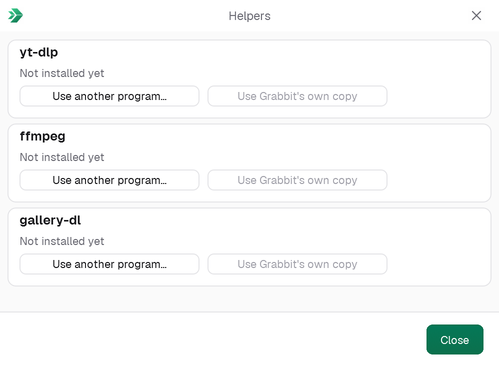 Helpers
yt-dlp
Not installed yet
Use another program...
Use Grabbit's own copy
ffmpeg
Not installed yet
Use another program...
Use Grabbit's own copy
gallery-dl
Not installed yet
Use another program...
Use Grabbit's own copy
Close